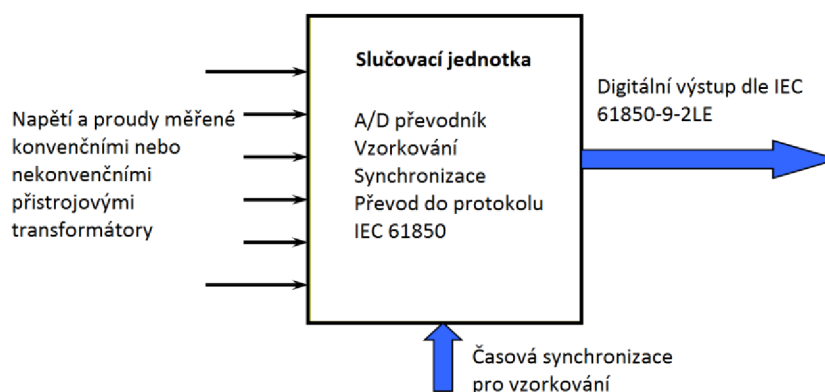 Slučovací jednotka
Napětí a proudy měřené
konvenčními nebo
nekonvenčními
přistrojovými
transformátory
A/D převodník
Vzorkování
Synchronizace
Převod do protokolu
IEC 61850
Digitální výstup dle IEC
61850-9-2LE
Časová synchronizace
pro vzorkování